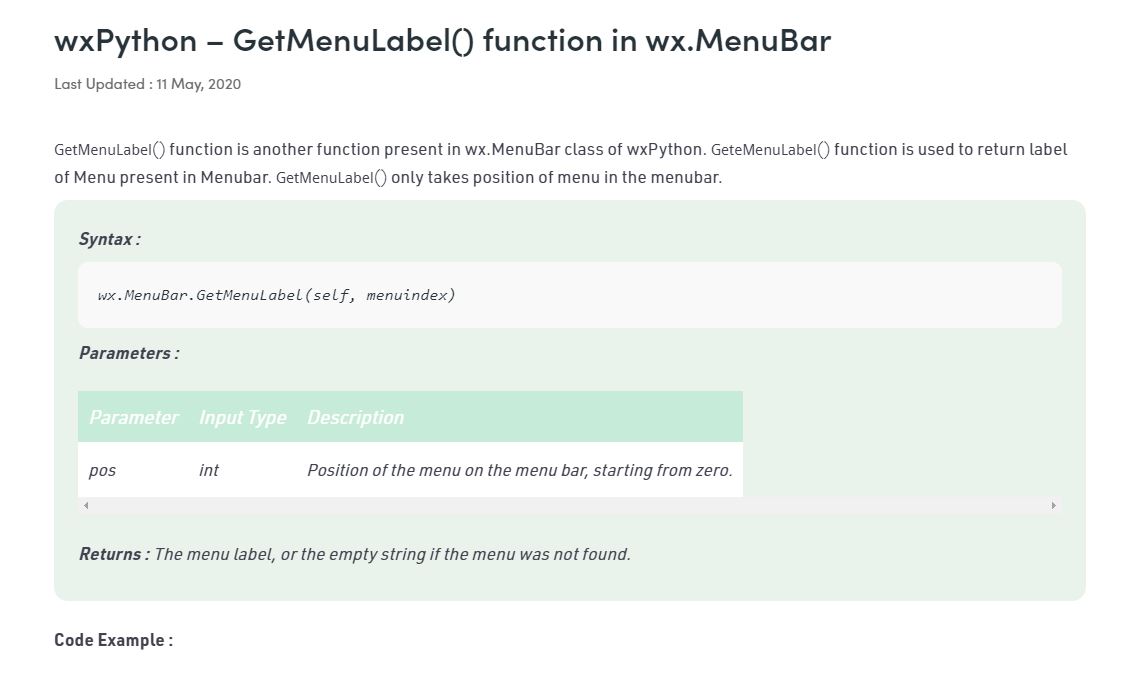 wxPython – GetMenuLabel() function in wx.MenuBar
Last Updated : 11 May, 2020
GetMenuLabel() function is another function present in wx.MenuBar class of wxPython. GeteMenuLabel() function is used to return label
of Menu present in Menubar. GetMenuLabel() only takes position of menu in the menubar.
Syntax :
wx.MenuBar.GetMenuLabel(self, menuindex)
Parameters :
Parameter Input Type Description
pos int Position of the menu on the menu bar, starting from zero.
Returns : The menu label, or the empty string if the menu was not found.
Code Example :